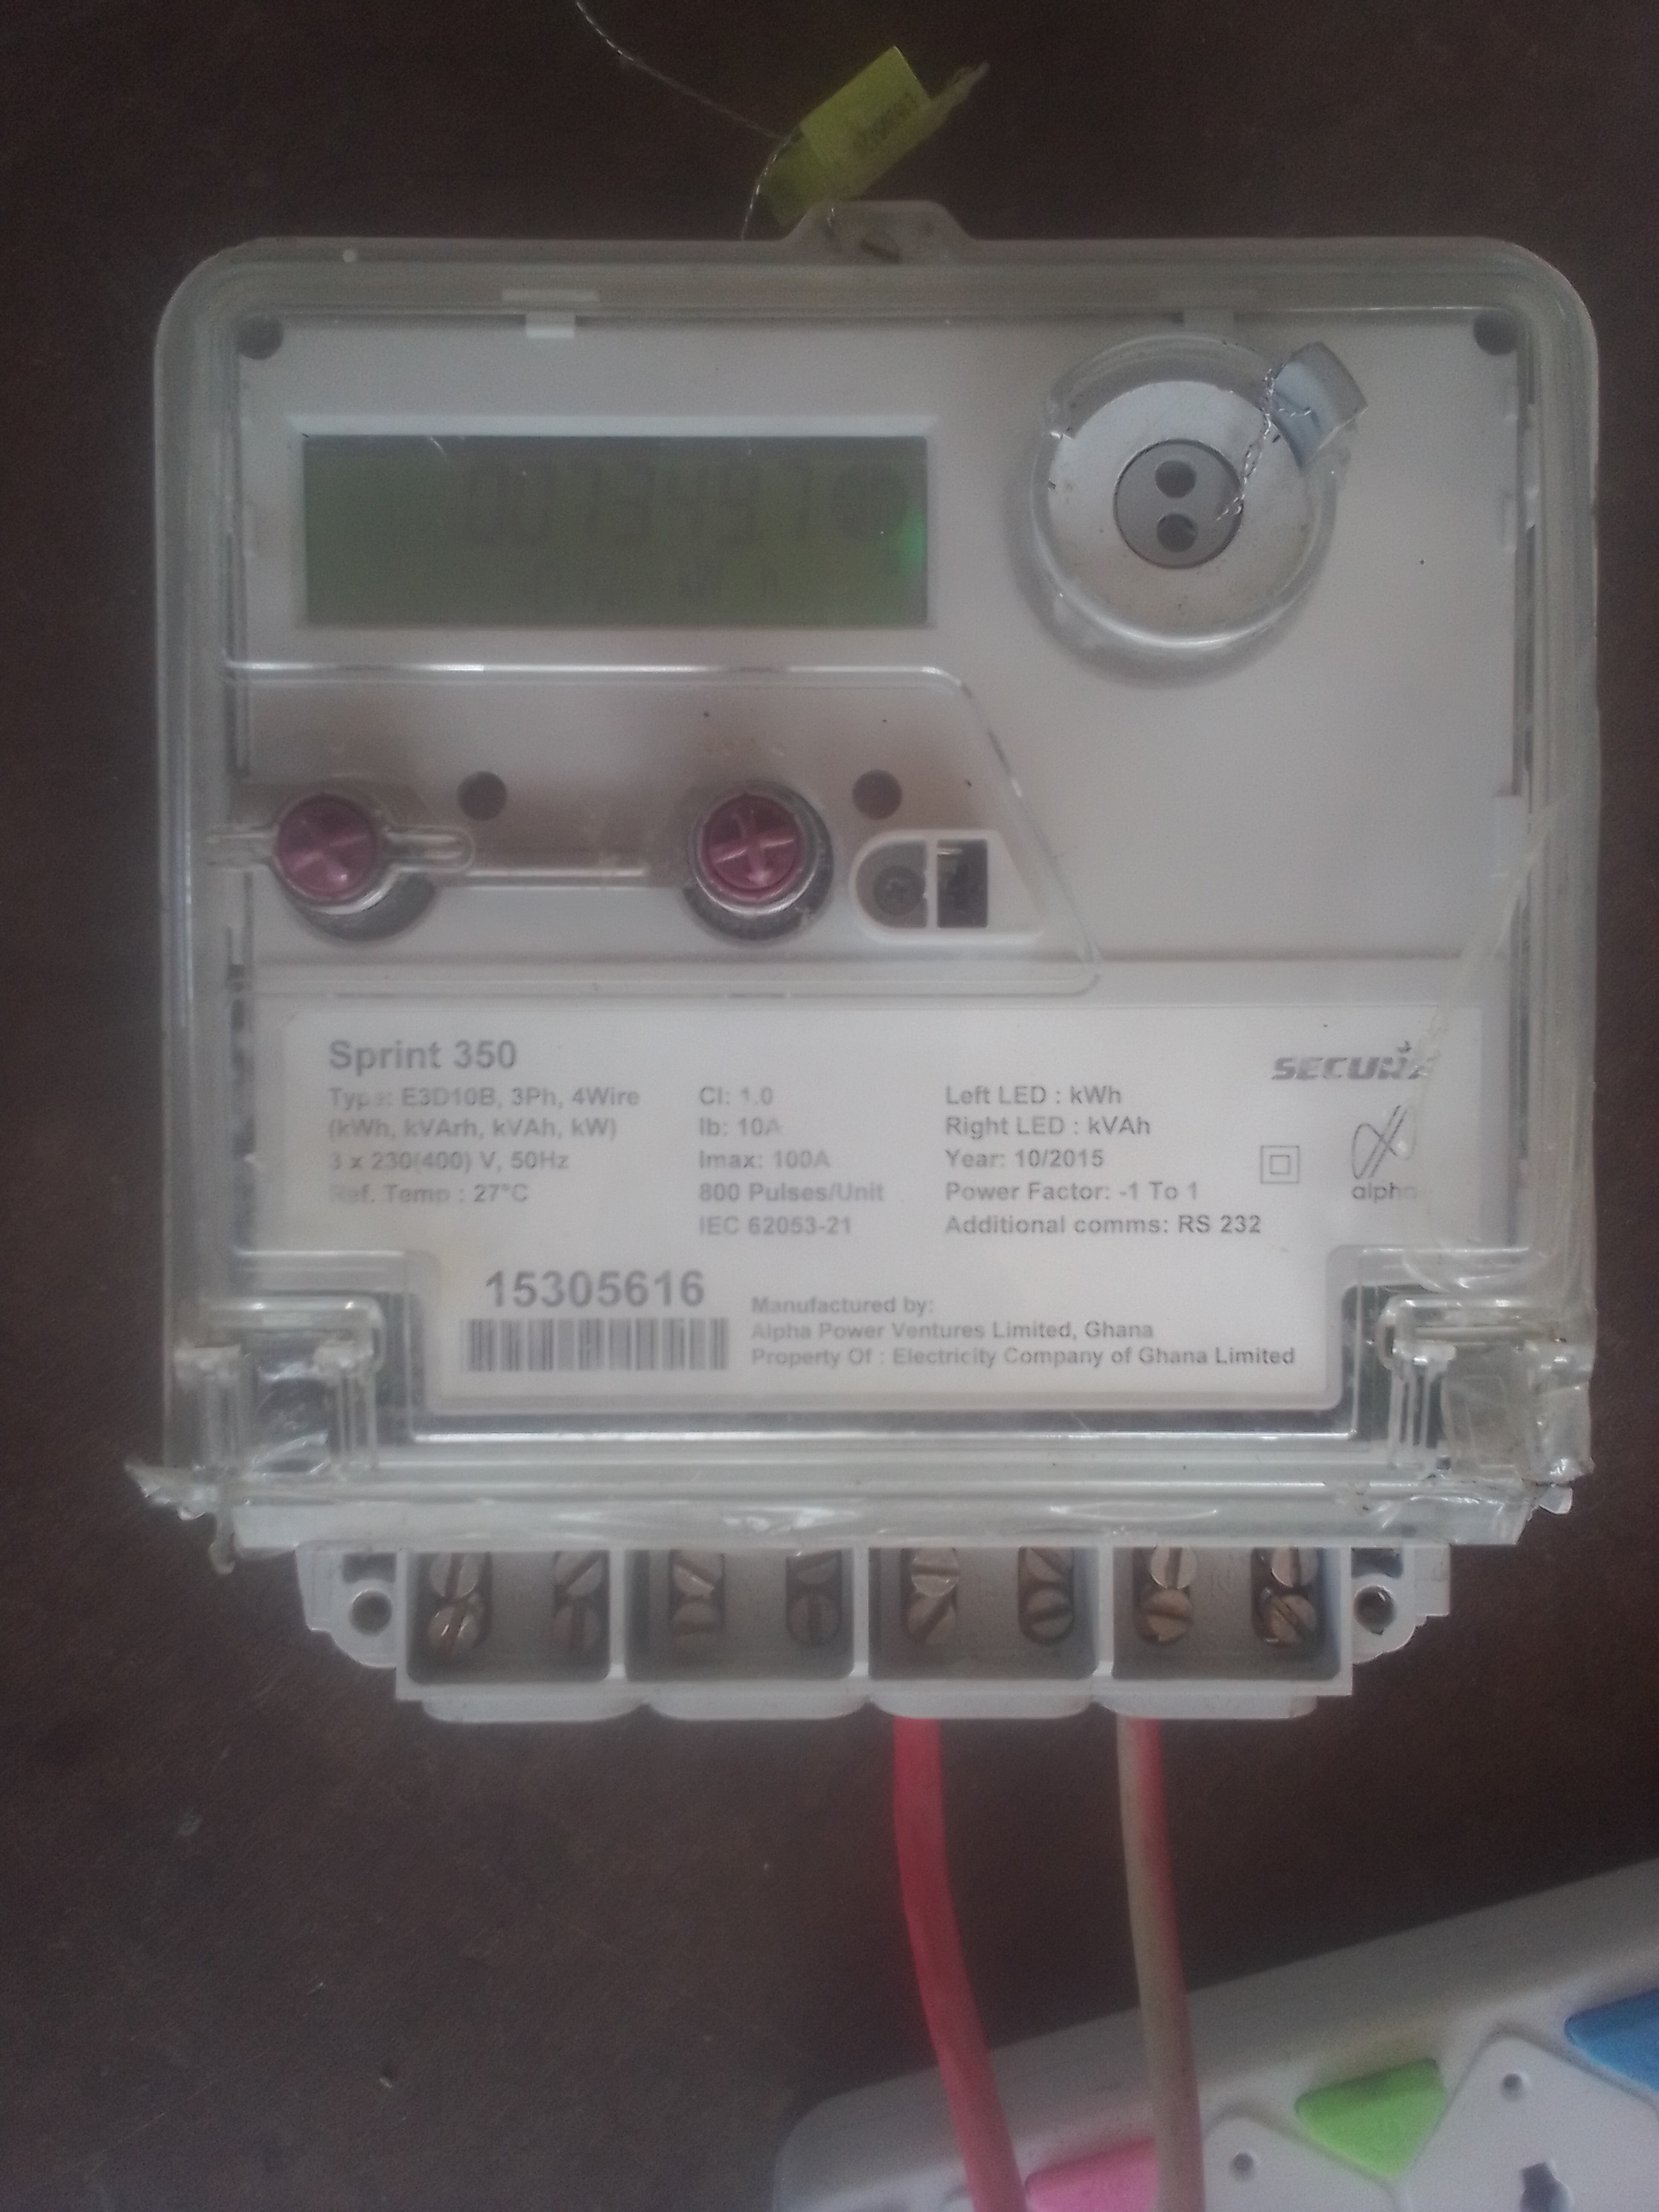 Sprint 350
Type: E3D10B, 3Ph, 4Wire
(kWh, kVArh, kVAh, kW)
3 x 230(400) V, 50Hz
Ref. Temp : 27°C
Cl: 1.0
Ib: 10A
Imax: 100A
800 Pulses/Unit
IEC 62053-21
Left LED : kWh
Right LED : kVAh
Year: 10/2015
Power Factor: -1 To 1
Additional comms: RS 232
SECURE
alpha
15305616
Manufactured by:
Alpha Power Ventures Limited, Ghana
Property Of : Electricity Company of Ghana Limited